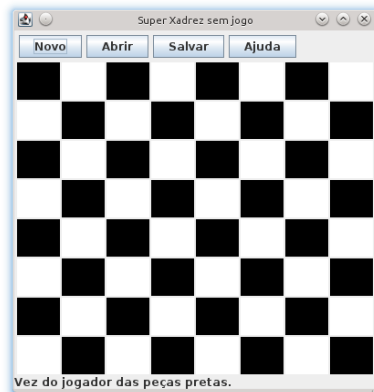 Super Xadrez sem jogo
Novo Abrir Salvar Ajuda
Vez do jogador das peças pretas.